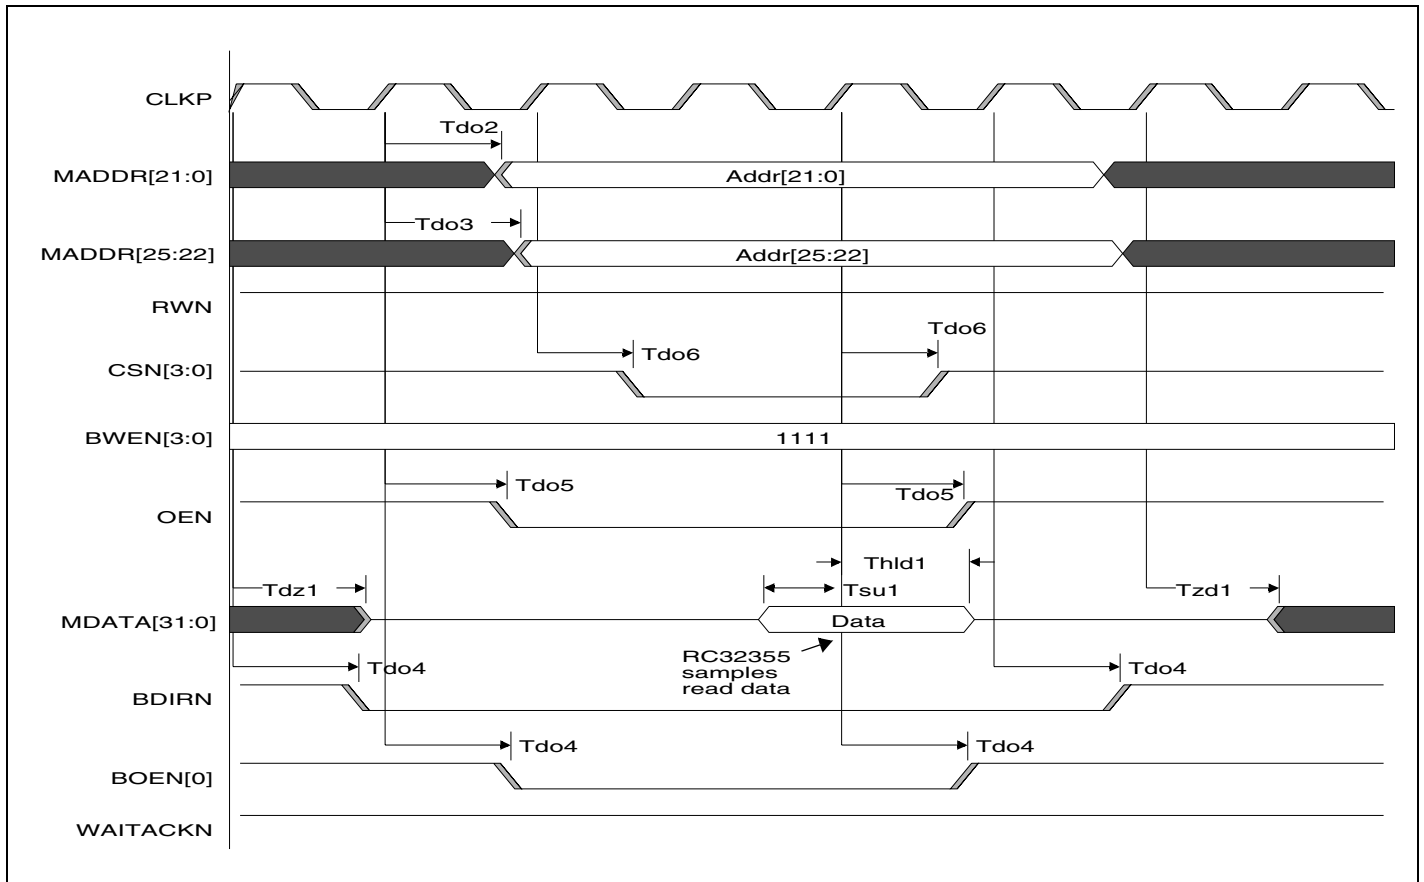 CLKP
Tdo2
MADDR[21:0]
Addr[21:0]
Tdo3
MADDR[25:22]
Addr[25:22]
RWN
Tdo6
Tdo6
CSN[3:0]
BWEN[3:0]
1111
Tdo5
Tdo5
OEN
Thld1
Tdz1
Tsu1
Tzd1
MDATA[31:0]
Data
RC32355
samples
read data
Tdo4
Tdo4
BDIRN
Tdo4
Tdo4
BOEN[0]
WAITACKN